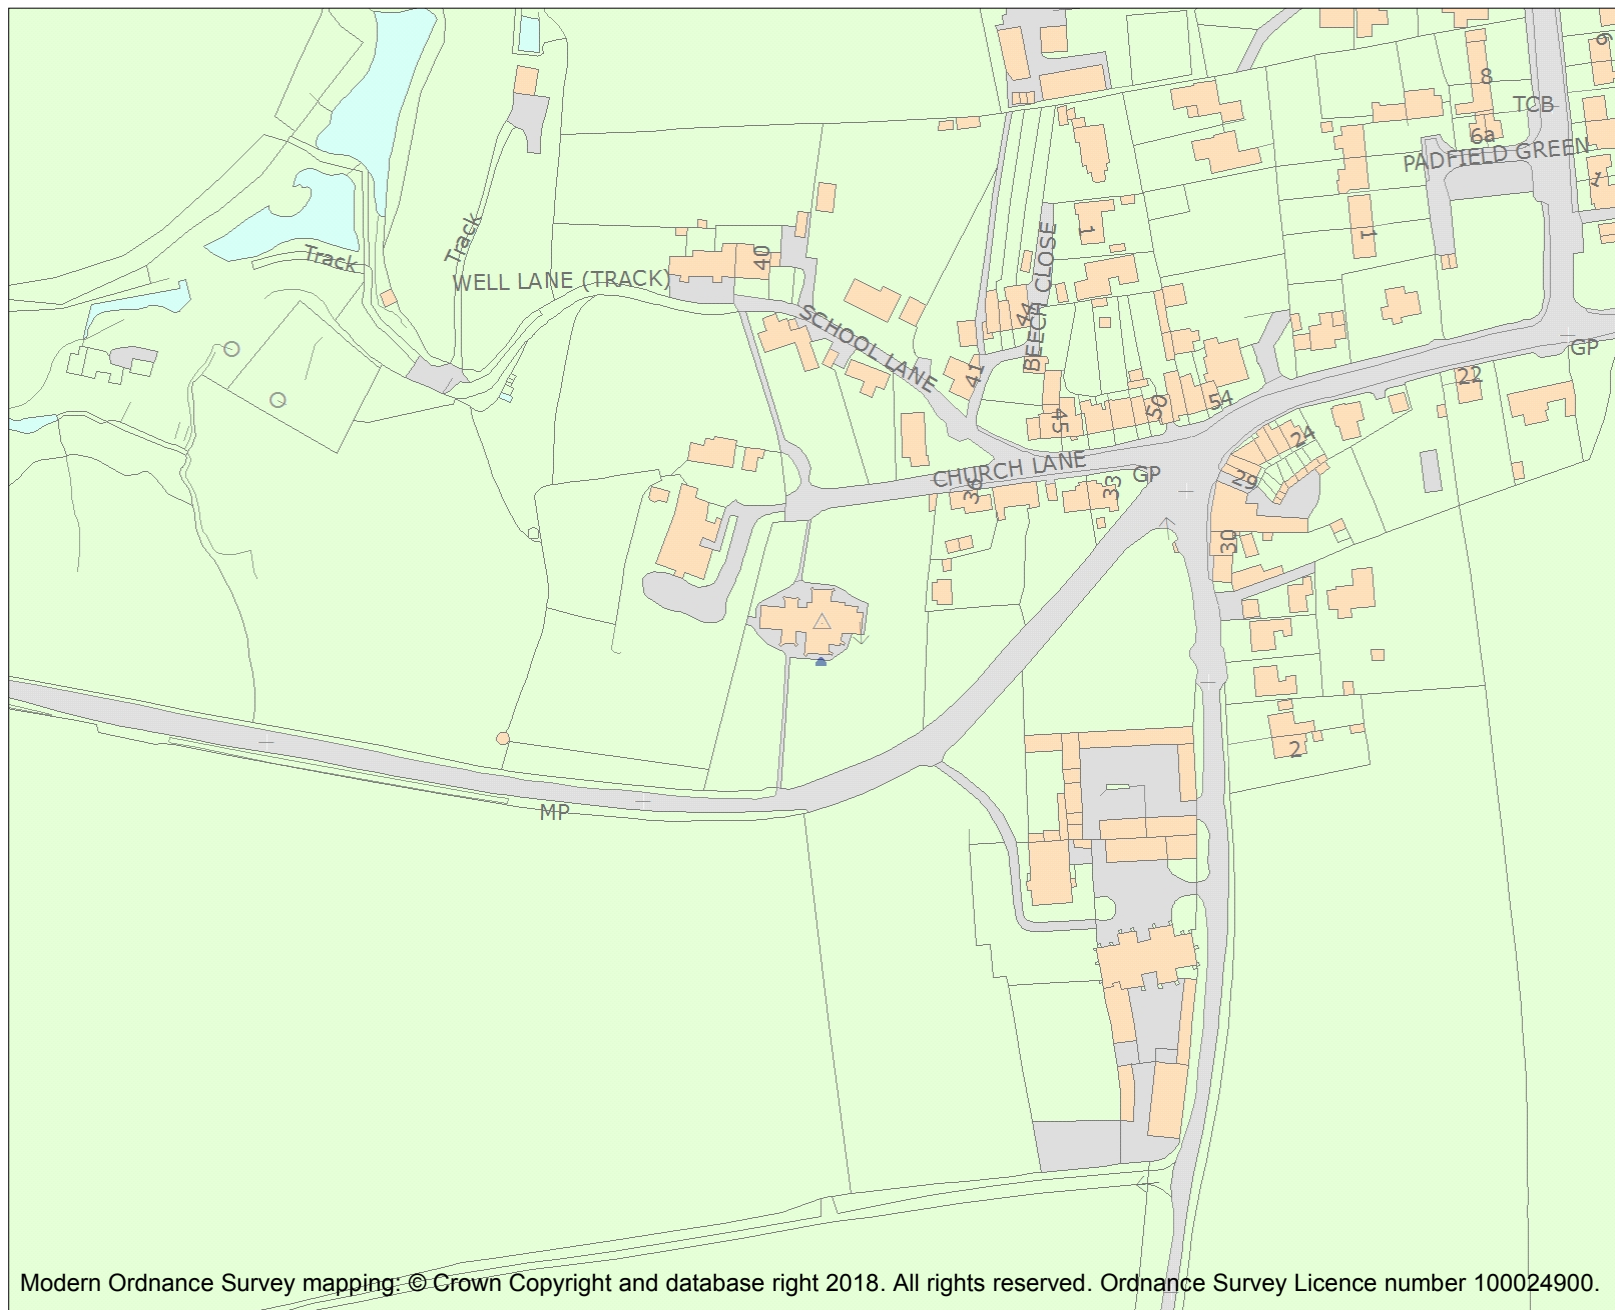 6
8
TCB
6a
PADFIELD GREEN
1
Track
Track
1
1
40
WELL LANE (TRACK)
BEECH CLOSE
44
SCHOOL LANE
GP
41
22
50
54
45
24
CHURCH LANE
GP
29
36
33
30
2
MP
Modern Ordnance Survey mapping: © Crown Copyright and database right 2018. All rights reserved. Ordnance Survey Licence number 100024900.